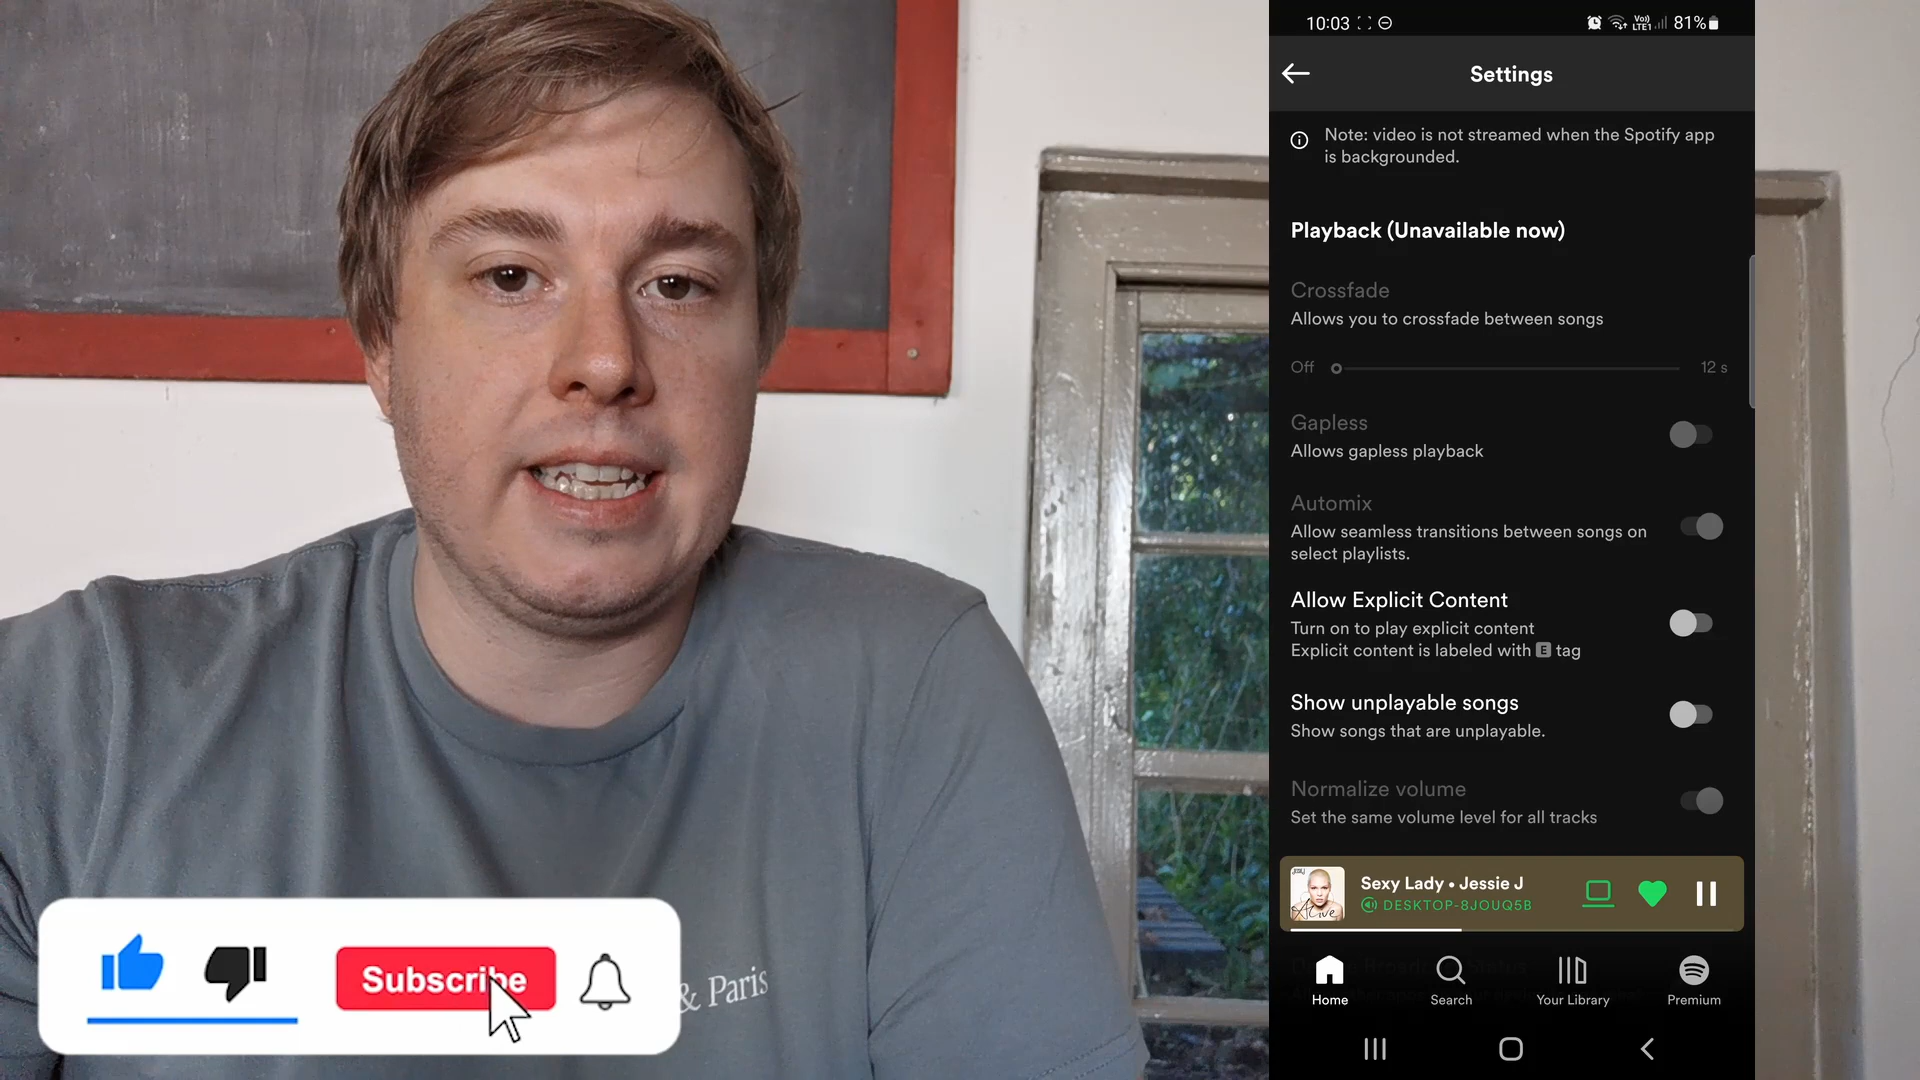 10:03
Vo))
LTE1
81%
Settings
Note: video is not streamed when the Spotify app
is backgrounded.
Playback (Unavailable now)
Crossfade
Allows you to crossfade between songs
Off
12 s
Gapless
Allows gapless playback
Automix
Allow seamless transitions between songs on
select playlists.
Allow Explicit Content
Turn on to play explicit content
Explicit content is labeled with E tag
Show unplayable songs
Show songs that are unplayable.
Normalize volume
Set the same volume level for all tracks
Alive
Sexy Lady • Jessie J
DESKTOP-8JOUQ5B
Home
Search
Your Library
Premium
Subscribe
& Paris